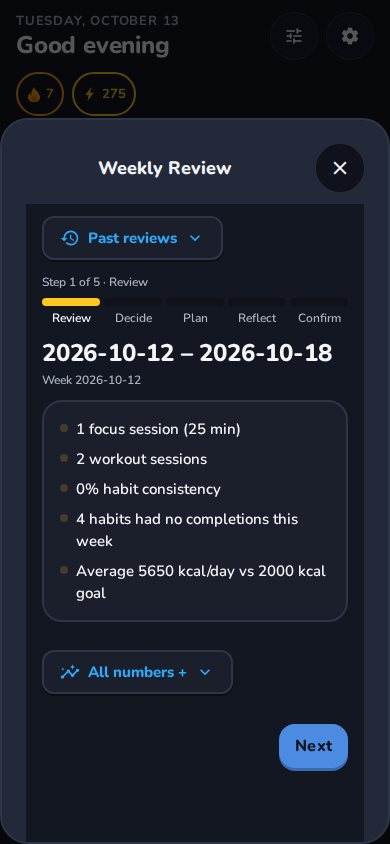 TUESDAY, OCTOBER 13
Good evening
7
275
Weekly Review
Past reviews
Step 1 of 5 · Review
Review Decide Plan Reflect Confirm
2026-10-12 – 2026-10-18
Week 2026-10-12
1 focus session (25 min)
2 workout sessions
0% habit consistency
4 habits had no completions this
week
Average 5650 kcal/day vs 2000 kcal
goal
All numbers +
Next